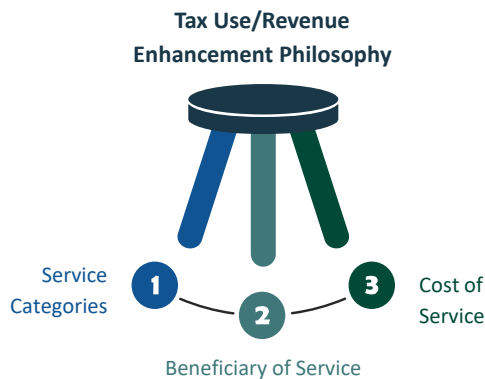 Tax Use/Revenue
Enhancement Philosophy
Service
Categories
1
2
3
Cost of
Service
Beneficiary of Service